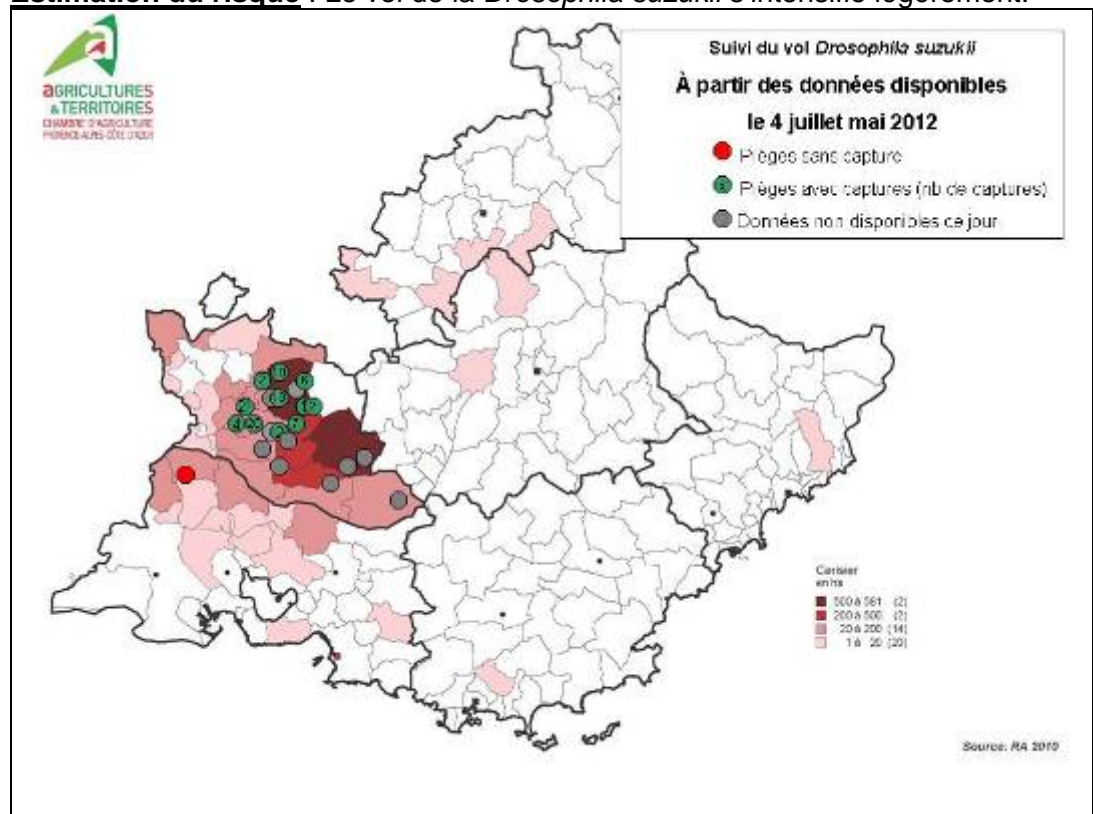 Estimation du Risque : Le vol de la Drosophila suzukii s'intensifie légèrement.
agricultures
& TERRITOIRES
CHAMBRE D'AGRICULTURE
PROVENCE-ALPES-CÔTE D'AZUR
Suivi du vol Drosophila suzukii
À partir des données disponibles
le 4 juillet mai 2012
Pièges sans capture
Pièges avec captures (nb de captures)
Données non disponibles ce jour
Cerisier
en ha
500 à 561 (2)
200 à 500 (2)
20 à 200 (14)
1 à 20 (20)
Source: RA 2010